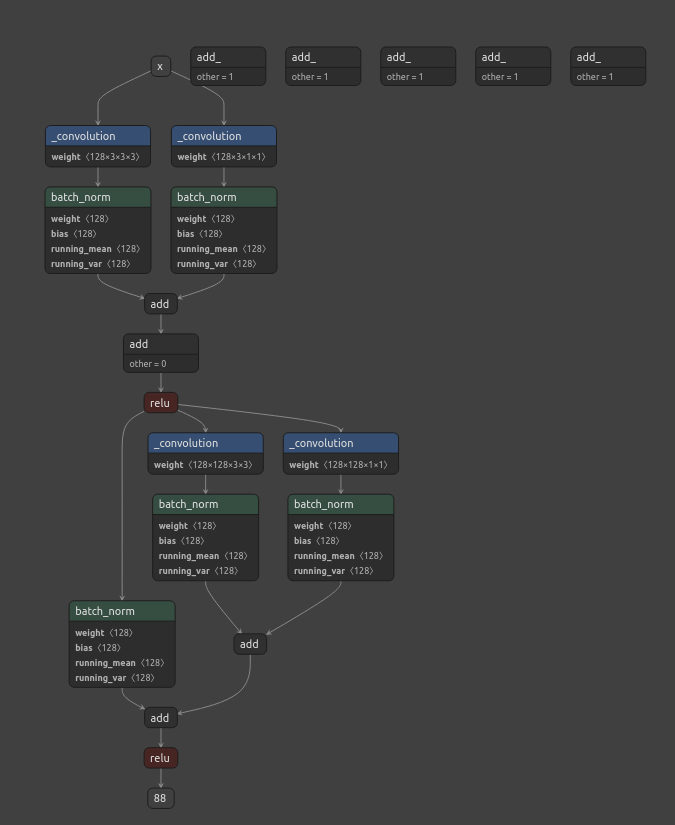 x
add_
other = 1
add_
other = 1
add_
other = 1
add_
other = 1
add_
other = 1
_convolution
weight 〈128×3×3×3〉
_convolution
weight 〈128×3×1×1〉
batch_norm
weight 〈128〉
bias 〈128〉
running_mean 〈128〉
running_var 〈128〉
batch_norm
weight 〈128〉
bias 〈128〉
running_mean 〈128〉
running_var 〈128〉
add
add
other = 0
relu
_convolution
weight 〈128×128×3×3〉
_convolution
weight 〈128×128×1×1〉
batch_norm
weight 〈128〉
bias 〈128〉
running_mean 〈128〉
running_var 〈128〉
batch_norm
weight 〈128〉
bias 〈128〉
running_mean 〈128〉
running_var 〈128〉
batch_norm
weight 〈128〉
bias 〈128〉
running_mean 〈128〉
running_var 〈128〉
add
add
relu
88